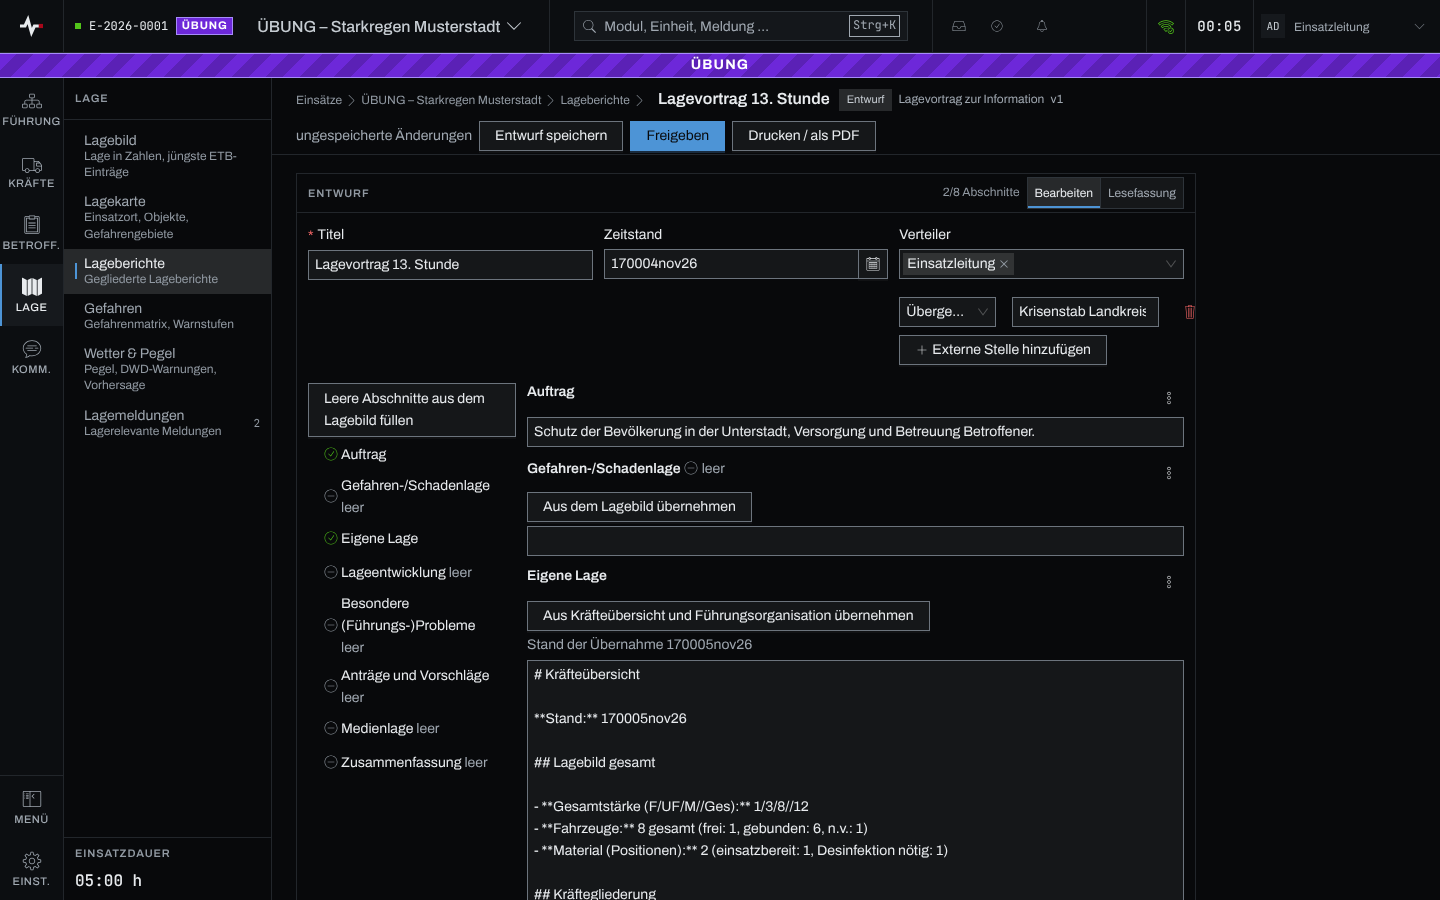 E-2026-0001 ÜBUNG ÜBUNG – Starkregen Musterstadt
Modul, Einheit, Meldung ... Strg+K
00:05 AD Einsatzleitung
ÜBUNG
FÜHRUNG
KRÄFTE
BETROFF.
LAGE
KOMM.
MENÜ
EINST.
LAGE
Lagebild
Lage in Zahlen, jüngste ETB-
Einträge
Lagekarte
Einsatzort, Objekte,
Gefahrengebiete
Lageberichte
Gegliederte Lageberichte
Gefahren
Gefahrenmatrix, Warnstufen
Wetter & Pegel
Pegel, DWD-Warnungen,
Vorhersage
Lagemeldungen
Lagerelevante Meldungen 2
EINSATZDAUER
05:00 h
Einsätze ÜBUNG – Starkregen Musterstadt Lageberichte Lagevortrag 13. Stunde Entwurf Lagevortrag zur Information v1
ungespeicherte Änderungen Entwurf speichern Freigeben Drucken / als PDF
ENTWURF 2/8 Abschnitte Bearbeiten Lesefassung
* Titel Zeitstand Verteiler
Lagevortrag 13. Stunde 170004nov26 Einsatzleitung
Überge... Krisenstab Landkreis
Externe Stelle hinzufügen
Leere Abschnitte aus dem
Lagebild füllen
Auftrag
Gefahren-/Schadenlage
leer
Eigene Lage
Lageentwicklung leer
Besondere
(Führungs-)Probleme
leer
Anträge und Vorschläge
leer
Medienlage leer
Zusammenfassung leer
Auftrag
Schutz der Bevölkerung in der Unterstadt, Versorgung und Betreuung Betroffener.
Gefahren-/Schadenlage leer
Aus dem Lagebild übernehmen
Eigene Lage
Aus Kräfteübersicht und Führungsorganisation übernehmen
Stand der Übernahme 170005nov26
# Kräfteübersicht
**Stand:** 170005nov26
## Lagebild gesamt
- **Gesamtstärke (F/UF/M//Ges):** 1/3/8//12
- **Fahrzeuge:** 8 gesamt (frei: 1, gebunden: 6, n.v.: 1)
- **Material (Positionen):** 2 (einsatzbereit: 1, Desinfektion nötig: 1)
## Kräftegliederung